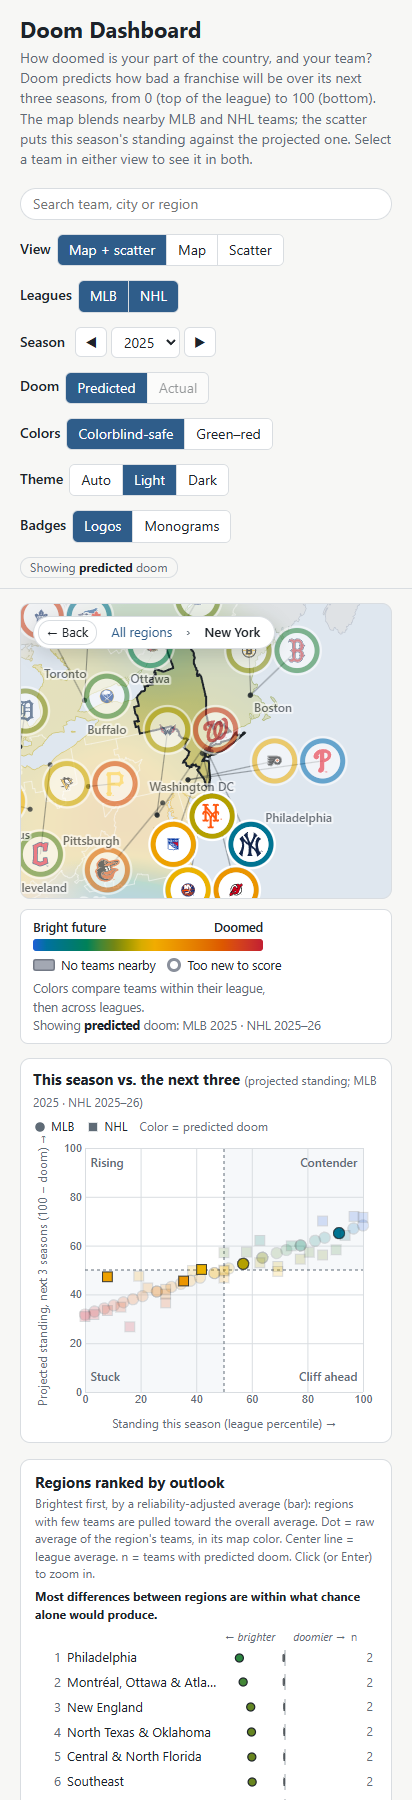 Doom Dashboard
How doomed is your part of the country, and your team?
Doom predicts how bad a franchise will be over its next
three seasons, from 0 (top of the league) to 100 (bottom).
The map blends nearby MLB and NHL teams; the scatter
puts this season's standing against the projected one. Select
a team in either view to see it in both.
Search team, city or region
View Map + scatter Map Scatter
Leagues MLB NHL
Season ◀ 2025 ▶
Doom Predicted Actual
Colors Colorblind-safe Green–red
Theme Auto Light Dark
Badges Logos Monograms
Showing predicted doom
← Back All regions › New York
Toronto
Ottawa
Boston
Buffalo
Washington DC
Philadelphia
Pittsburgh
leveland
Bright future Doomed
No teams nearby Too new to score
Colors compare teams within their league,
then across leagues.
Showing predicted doom: MLB 2025 · NHL 2025–26
This season vs. the next three (projected standing; MLB
2025 · NHL 2025–26)
MLB NHL Color = predicted doom
Projected standing, next 3 seasons (100 − doom) →
100
80
60
40
20
0
Rising Contender
Stuck Cliff ahead
0 20 40 60 80 100
Standing this season (league percentile) →
Regions ranked by outlook
Brightest first, by a reliability-adjusted average (bar): regions
with few teams are pulled toward the overall average. Dot = raw
average of the region's teams, in its map color. Center line =
league average. n = teams with predicted doom. Click (or Enter)
to zoom in.
Most differences between regions are within what chance
alone would produce.
← brighter doomier → n
1 Philadelphia 2
2 Montréal, Ottawa & Atla... 2
3 New England 2
4 North Texas & Oklahoma 2
5 Central & North Florida 2
6 Southeast 2